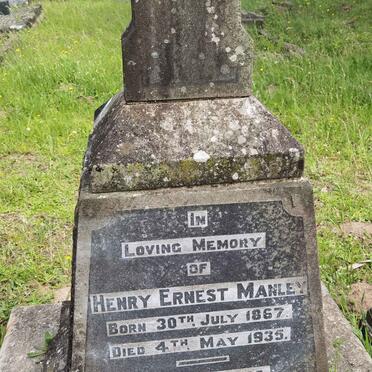 IN
LOVING MEMORY
OF
HENRY ERNEST MANLEY
BORN 30TH. JULY 1867.
DIED 4TH MAY 1935.